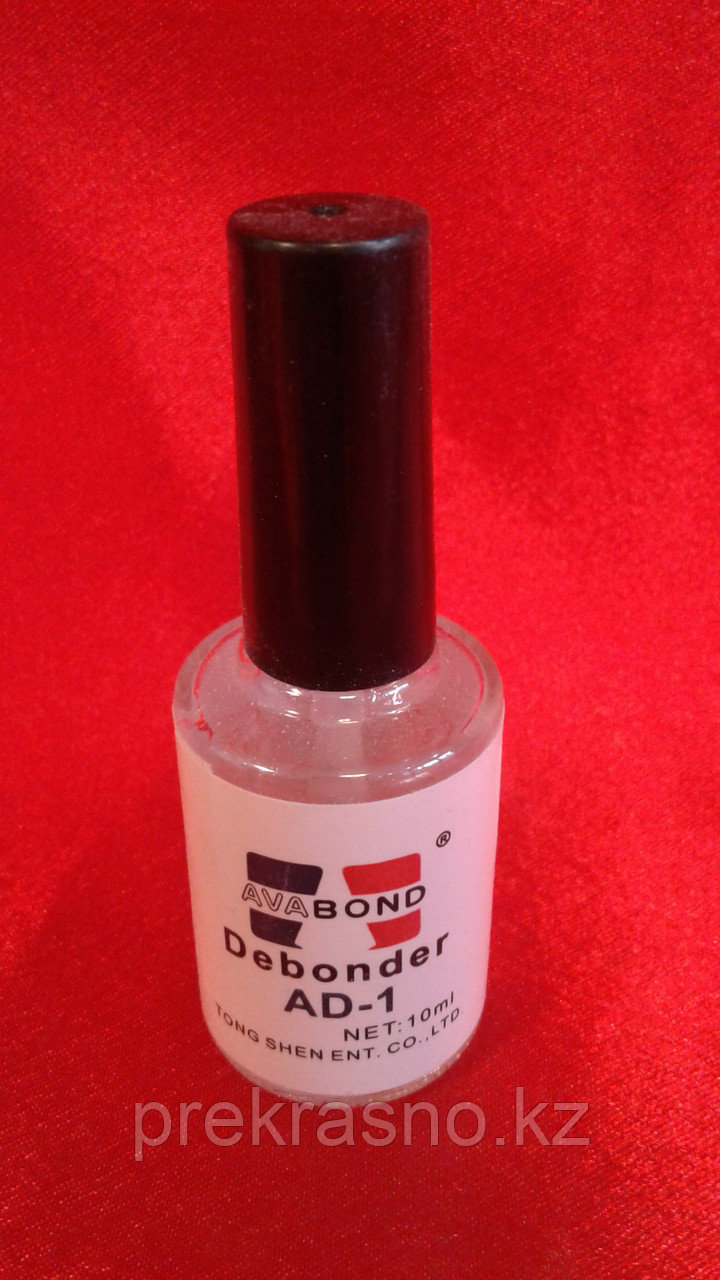 ®
AVABOND
Debonder
AD-1
NET:10ml
TONG SHEN ENT. CO.,LTD.
prekrasno.kz